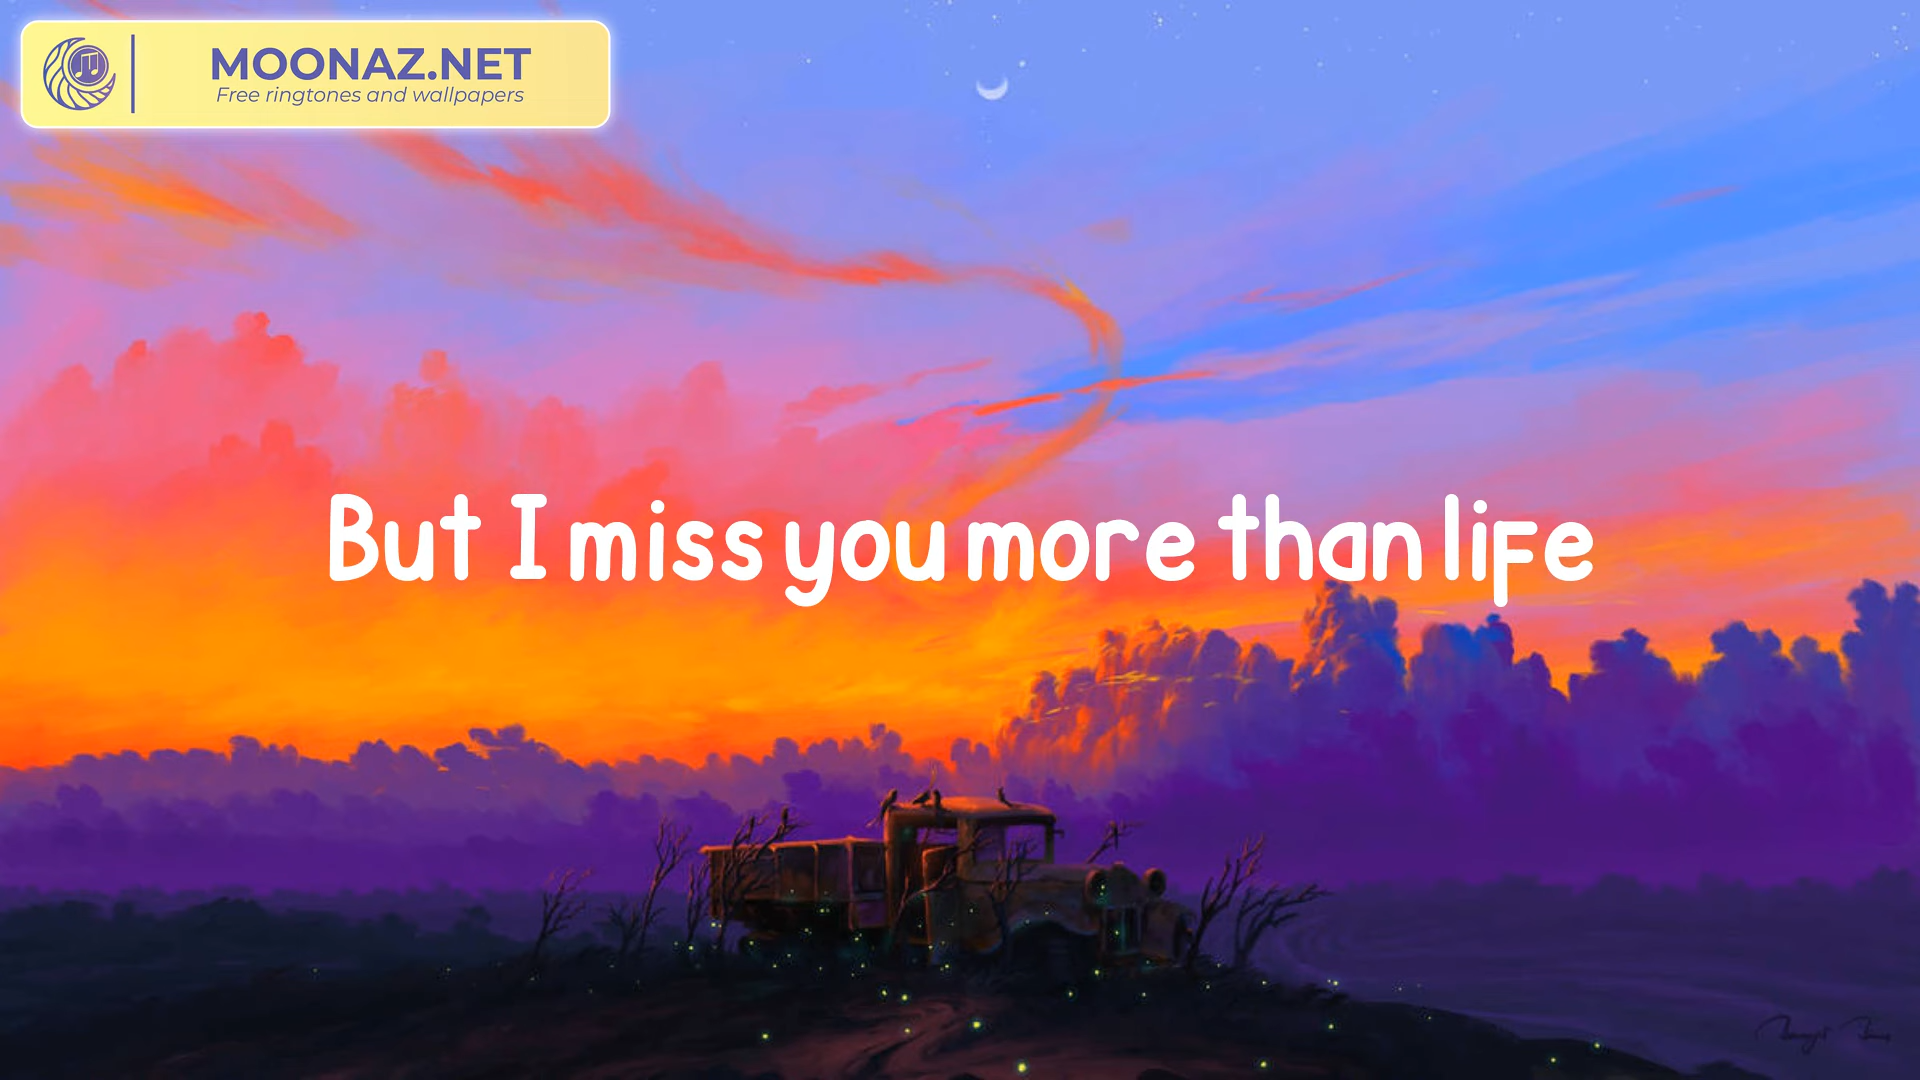 MOONAZ.NET
Free ringtones and wallpapers
But I miss you more than life